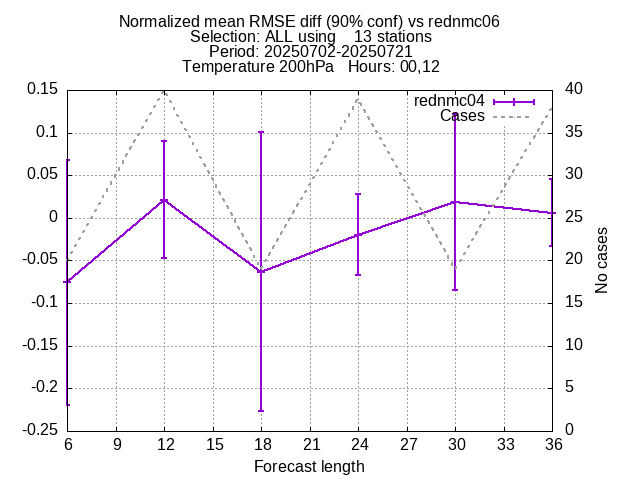 Normalized mean RMSE diff (90% conf) vs rednmc06
Selection: ALL using    13 stations
Period: 20250702-20250721
Temperature 200hPa   Hours: 00,12
rednmc04
Cases
0.15
0.1
0.05
0
-0.05
-0.1
-0.15
-0.2
-0.25
40
35
30
25
20
15
10
5
0
No cases
6 9 12 15 18 21 24 27 30 33 36
Forecast length